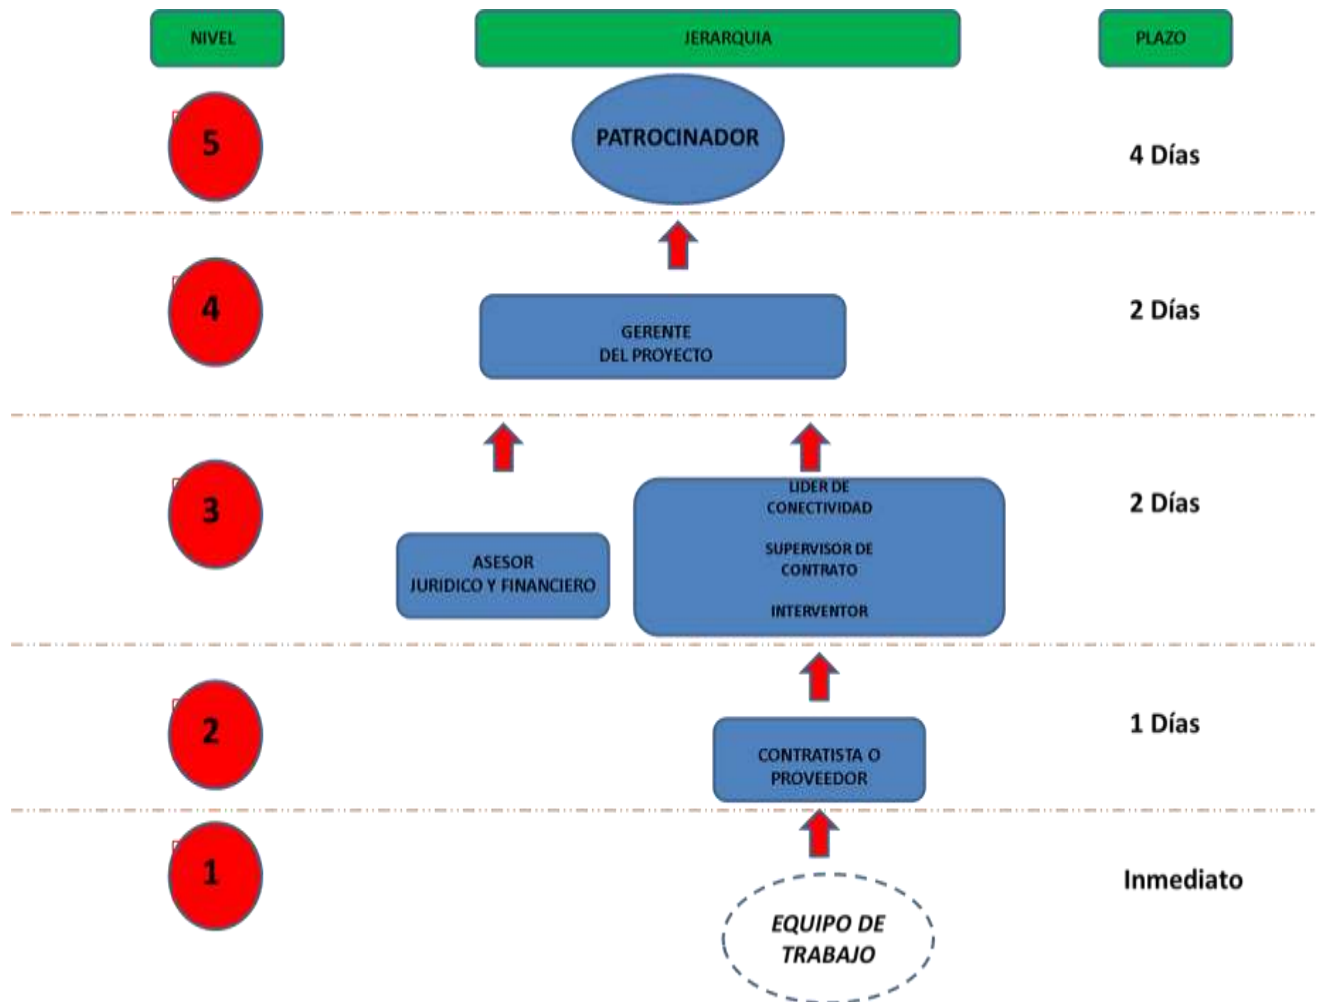 NIVEL
JERARQUIA
PLAZO
5
PATROCINADOR
4 Días
4
GERENTE
DEL PROYECTO
2 Días
3
ASESOR
JURIDICO Y FINANCIERO
LIDER DE
CONECTIVIDAD
SUPERVISOR DE
CONTRATO
INTERVENTOR
2 Días
2
CONTRATISTA O
PROVEEDOR
1 Días
1
EQUIPO DE
TRABAJO
Inmediato